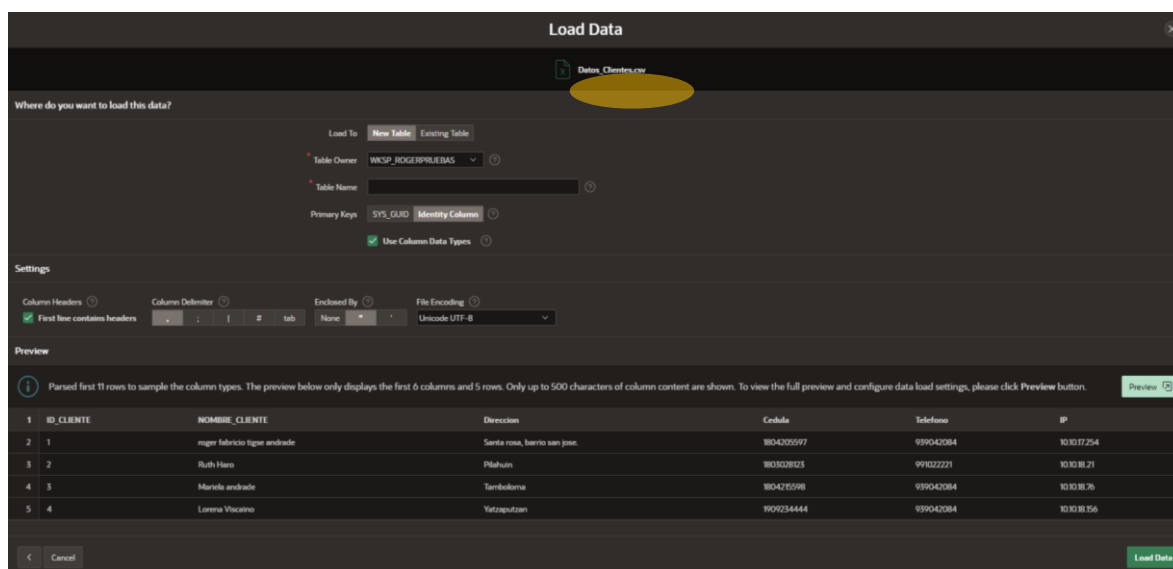 Load Data
Datos_Clientes.csv
Where do you want to load this data?
Load To New Table Existing Table
* Table Owner WKSP_ROGERPRUEBAS ?
* Table Name ?
Primary Keys SYS_GUID Identity Column ?
Use Column Data Types ?
Settings
Column Headers ? Column Delimiter ? Enclosed By ? File Encoding ?
First line contains headers , ; | # tab None " ' Unicode UTF-8
Preview
Parsed first 11 rows to sample the column types. The preview below only displays the first 6 columns and 5 rows. Only up to 500 characters of column content are shown. To view the full preview and configure data load settings, please click Preview button. Preview
1 ID_CLIENTE NOMBRE_CLIENTE Direccion Cedula Telefono IP
2 1 roger fabricio tigse andrade Santa rosa, barrio san jose. 1804205597 939042084 10.10.17.254
3 2 Ruth Haro Pilahuin 1803028123 991022221 10.10.18.21
4 3 Mariela andrade Tamboloma 1804215598 939042084 10.10.18.76
5 4 Lorena Viscaino Yatzaputzan 1909234444 939042084 10.10.18.156
Cancel Load Data